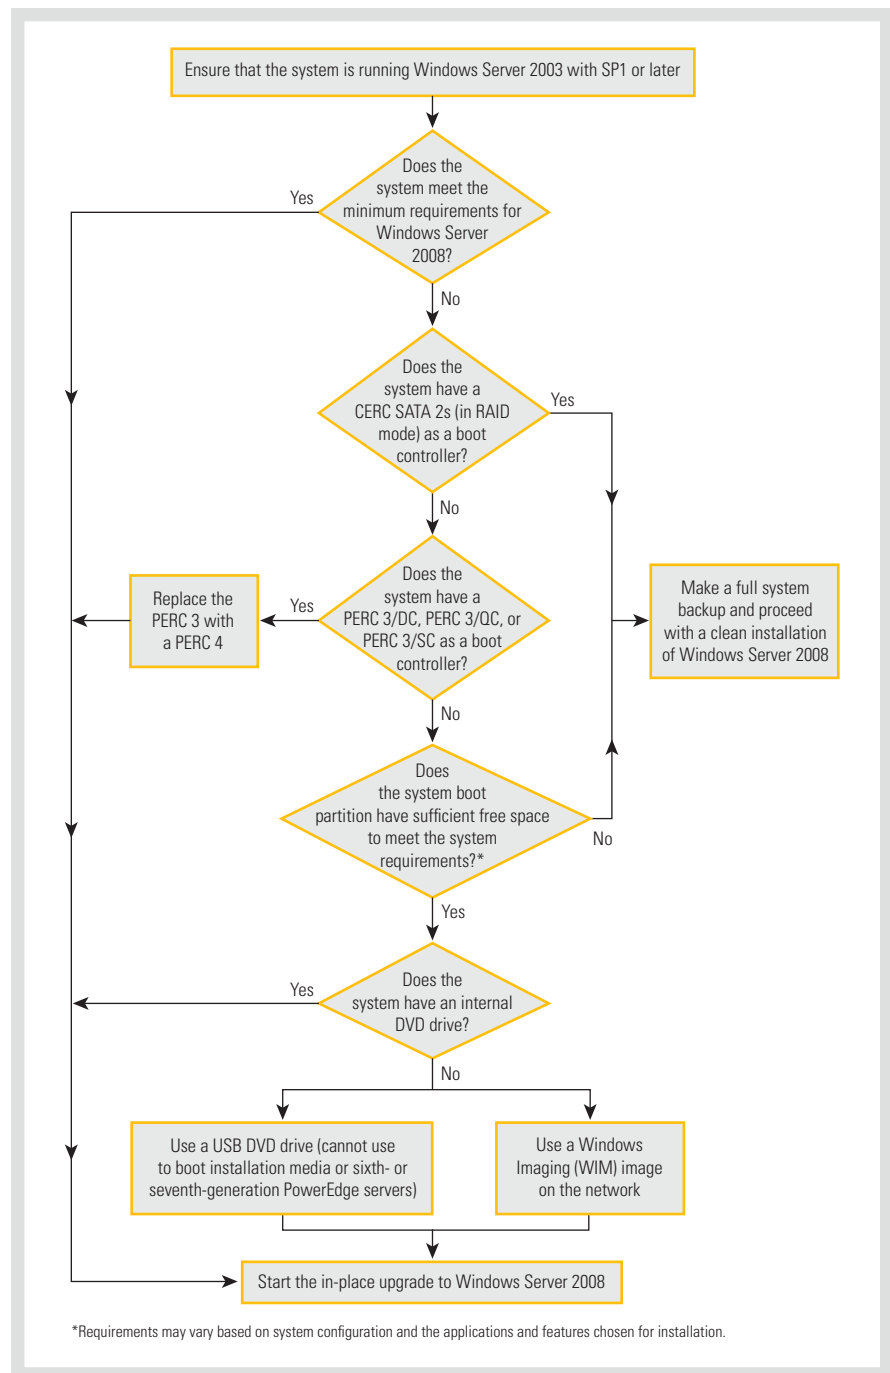 Ensure that the system is running Windows Server 2003 with SP1 or later
Does the
system meet the
minimum requirements for
Windows Server
2008?
Yes
No
Does the
system have a
CERC SATA 2s (in RAID
mode) as a boot
controller?
Yes
No
Does the
system have a
PERC 3/DC, PERC 3/QC, or
PERC 3/SC as a boot
controller?
Yes
Replace the
PERC 3 with
a PERC 4
Make a full system
backup and proceed
with a clean installation
of Windows Server 2008
No
Does
the system boot
partition have sufficient free space
to meet the system
requirements?*
No
Yes
Does the
system have an internal
DVD drive?
Yes
No
Use a USB DVD drive (cannot use
to boot installation media or sixth- or
seventh-generation PowerEdge servers)
Use a Windows
Imaging (WIM) image
on the network
Start the in-place upgrade to Windows Server 2008
*Requirements may vary based on system configuration and the applications and features chosen for installation.